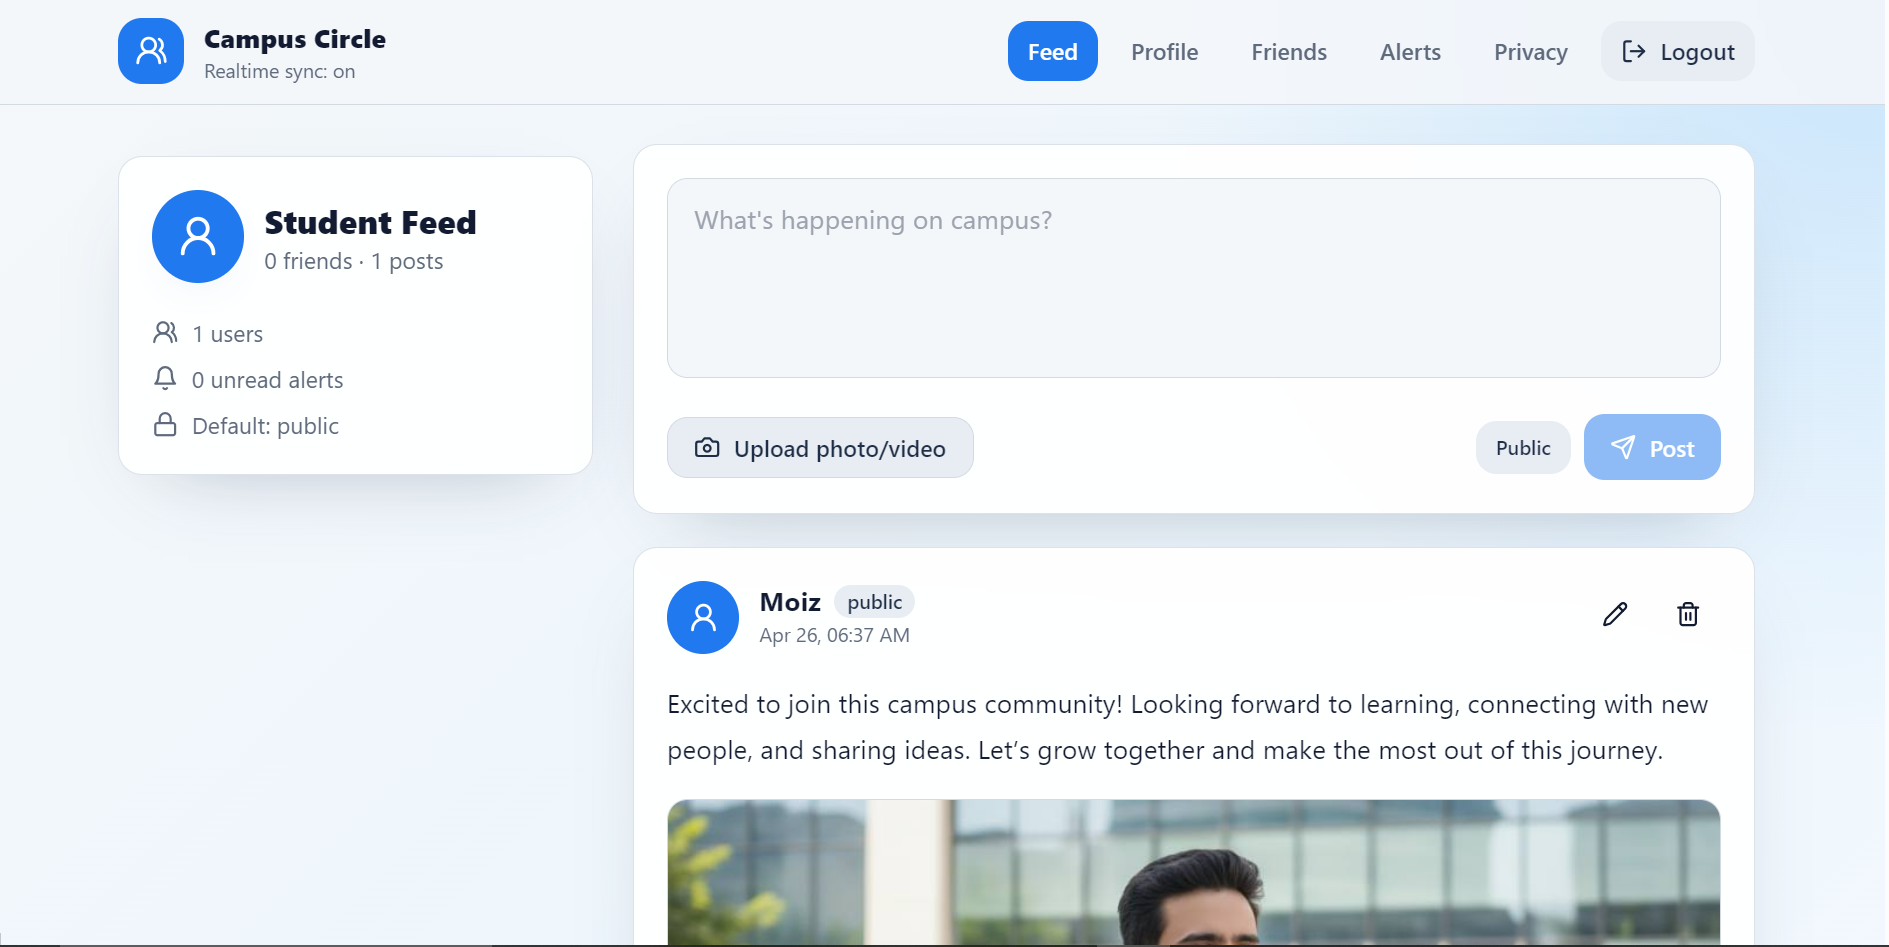 Campus Circle
Realtime sync: on
Feed
Profile
Friends
Alerts
Privacy
Logout
Student Feed
0 friends · 1 posts
1 users
0 unread alerts
Default: public
What's happening on campus?
Upload photo/video
Public
Post
Moiz public
Apr 26, 06:37 AM
Excited to join this campus community! Looking forward to learning, connecting with new
people, and sharing ideas. Let’s grow together and make the most out of this journey.